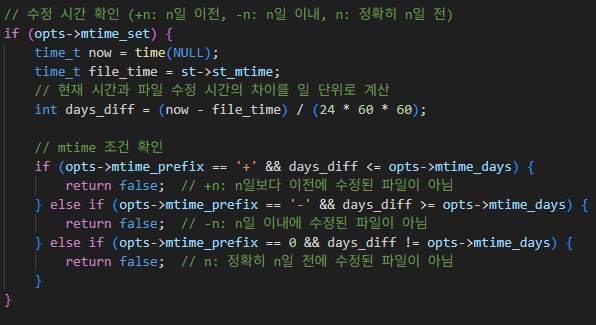 // 수정 시간 확인 (+n: n일 이전, -n: n일 이내, n: 정확히 n일 전)
if (opts->mtime_set) {
    time_t now = time(NULL);
    time_t file_time = st->st_mtime;
    // 현재 시간과 파일 수정 시간의 차이를 일 단위로 계산
    int days_diff = (now - file_time) / (24 * 60 * 60);

    // mtime 조건 확인
    if (opts->mtime_prefix == '+' && days_diff <= opts->mtime_days) {
        return false;  // +n: n일보다 이전에 수정된 파일이 아님
    } else if (opts->mtime_prefix == '-' && days_diff >= opts->mtime_days) {
        return false;  // -n: n일 이내에 수정된 파일이 아님
    } else if (opts->mtime_prefix == 0 && days_diff != opts->mtime_days) {
        return false;  // n: 정확히 n일 전에 수정된 파일이 아님
    }
}